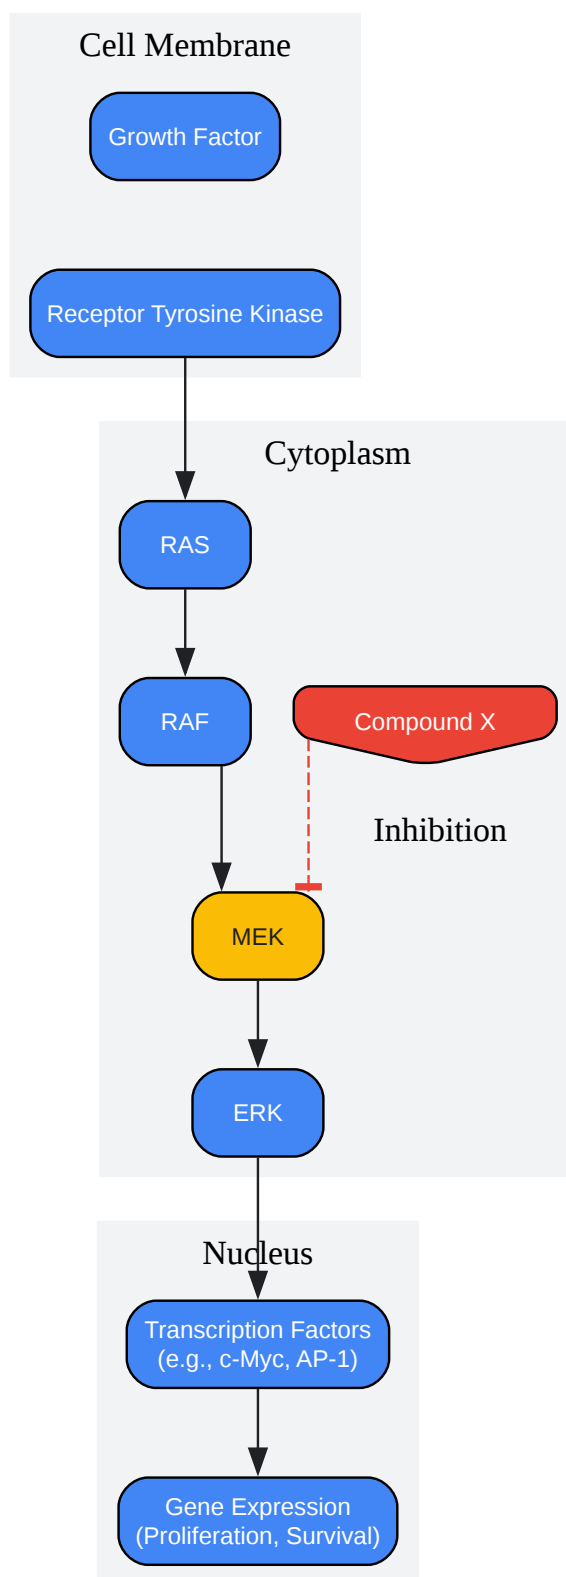 Cell Membrane
Growth Factor
Receptor Tyrosine Kinase
Cytoplasm
RAS
RAF
Compound X
Inhibition
MEK
ERK
Nucleus
Transcription Factors
(e.g., c-Myc, AP-1)
Gene Expression
(Proliferation, Survival)